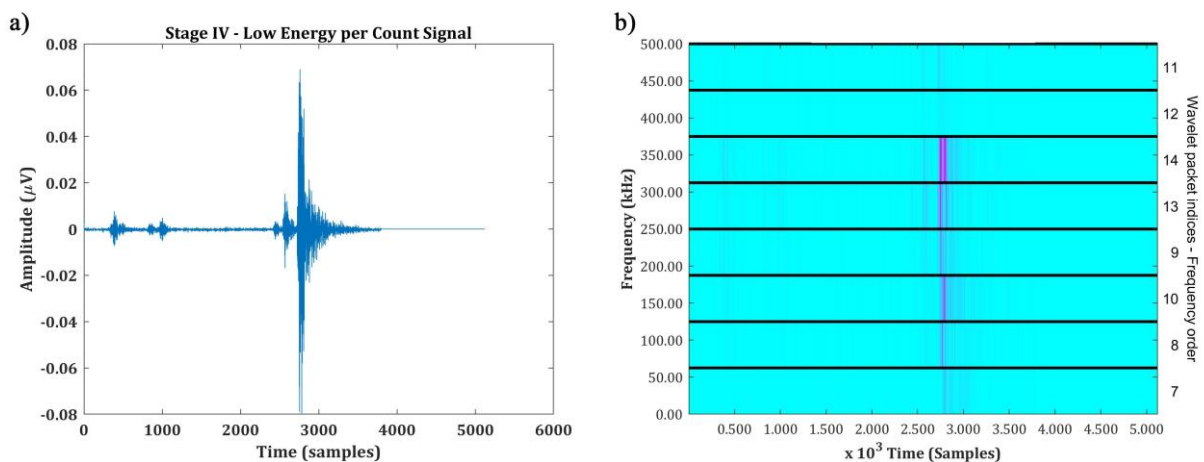 a)
Stage IV - Low Energy per Count Signal
0.08
0.06
0.04
0.02
0
-0.02
-0.04
-0.06
-0.08
Amplitude (μV)
0 1000 2000 3000 4000 5000 6000
Time (samples)
b)
500.00
450.00
400.00
350.00
300.00
250.00
200.00
150.00
100.00
50.00
0.00
Frequency (kHz)
0.500 1.000 1.500 2.000 2.500 3.000 3.500 4.000 4.500 5.000
x 10³ Time (Samples)
11
12
14
13
9
10
8
7
Wavelet packet indices - Frequency order